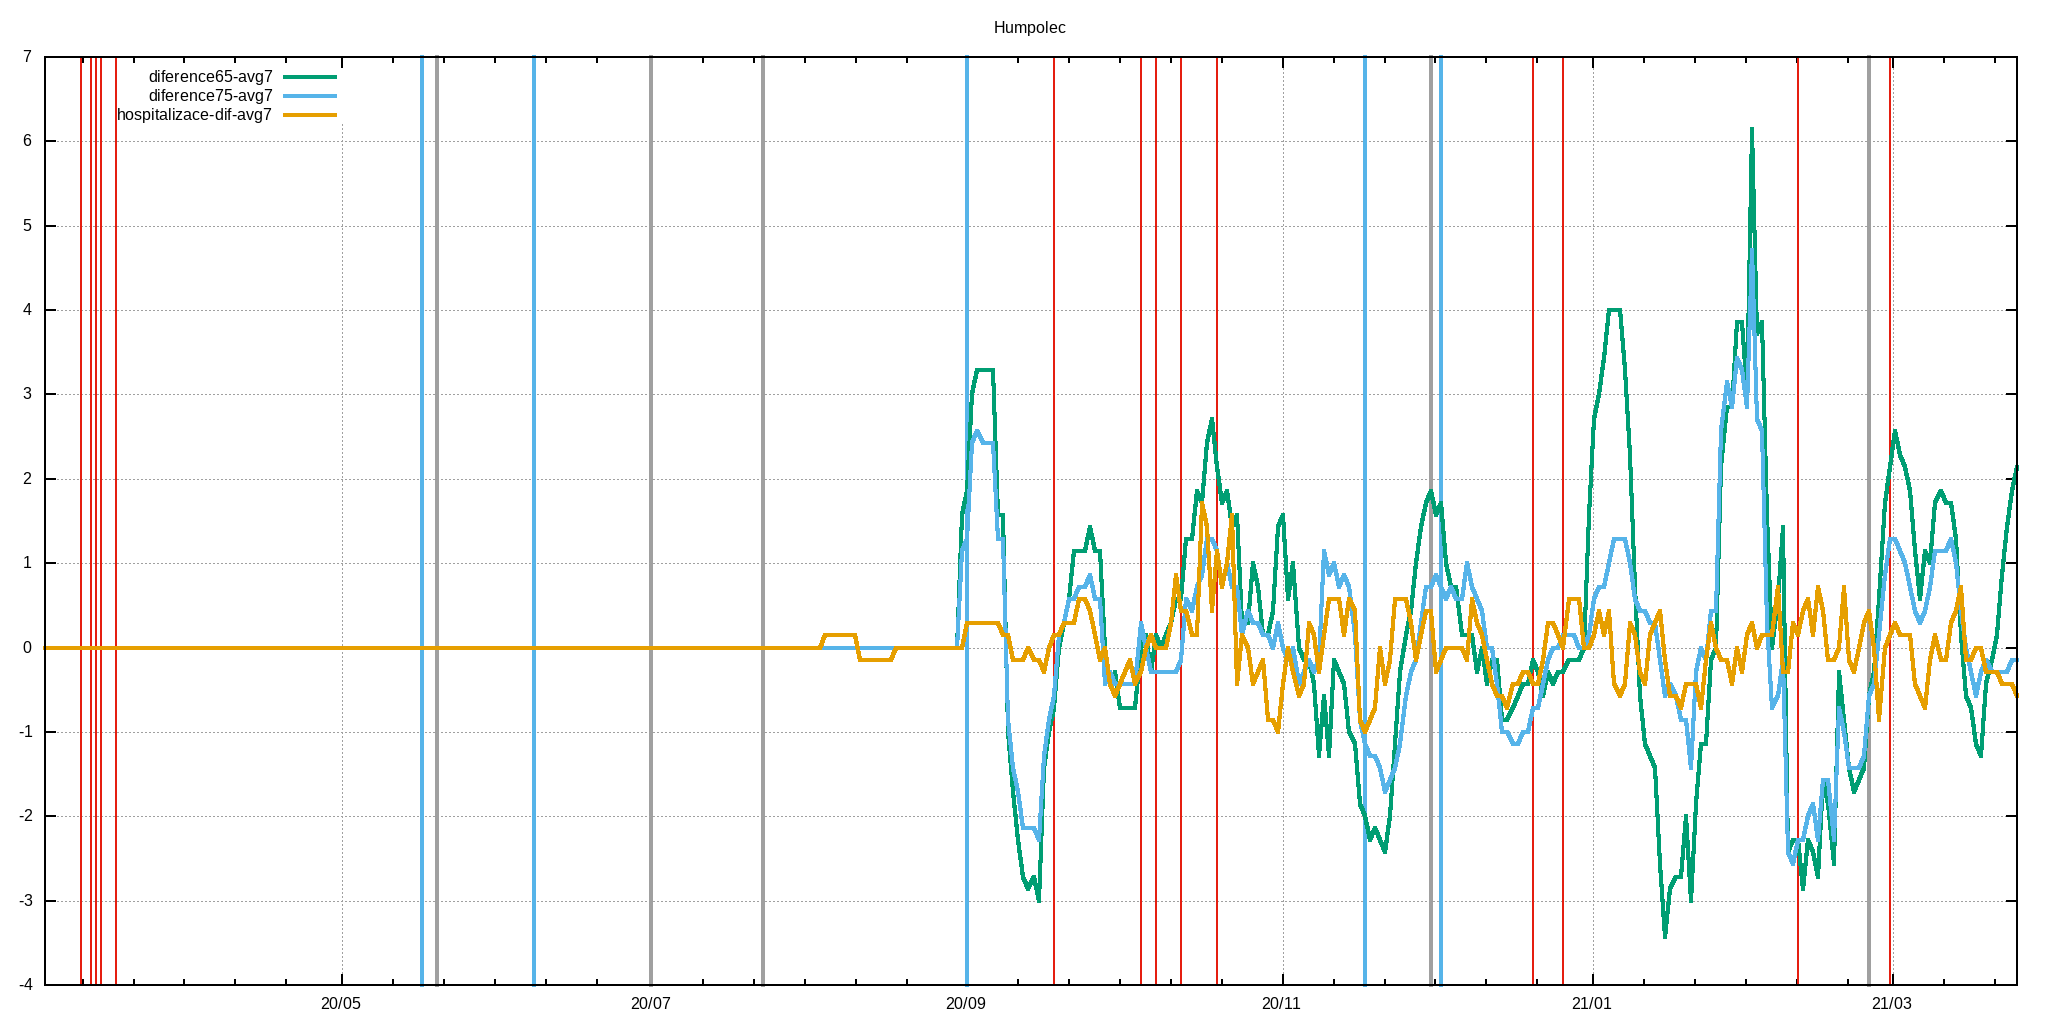 Humpolec
7
diference65-avg7
diference75-avg7
hospitalizace-dif-avg7
6
5
4
3
2
1
0
-1
-2
-3
-4
20/05 20/07 20/09 20/11 21/01 21/03